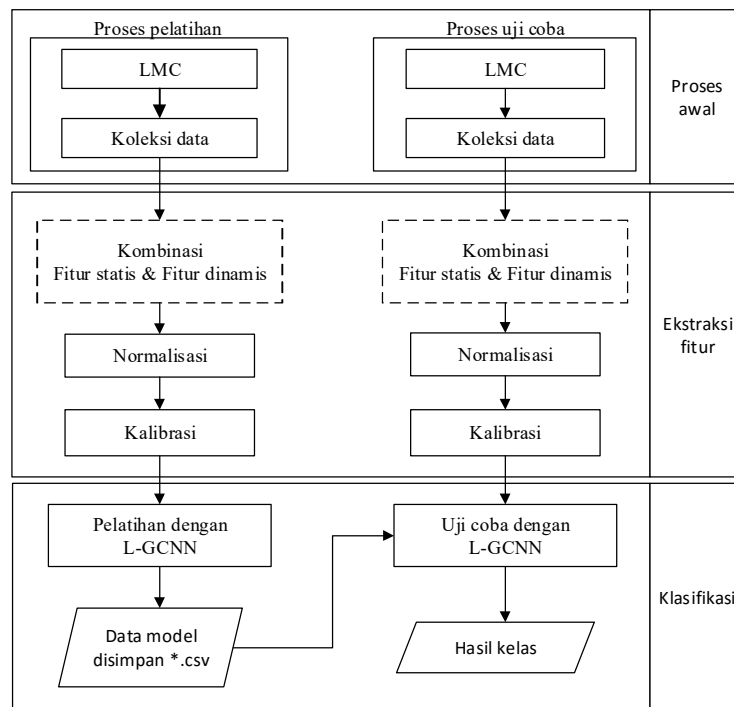 Proses pelatihan
LMC
Koleksi data
Proses uji coba
LMC
Koleksi data
Proses
awal
Kombinasi
Fitur statis & Fitur dinamis
Normalisasi
Kalibrasi
Kombinasi
Fitur statis & Fitur dinamis
Normalisasi
Kalibrasi
Ekstraksi
fitur
Pelatihan dengan
L-GCNN
Data model
disimpan *.csv
Uji coba dengan
L-GCNN
Hasil kelas
Klasifikasi